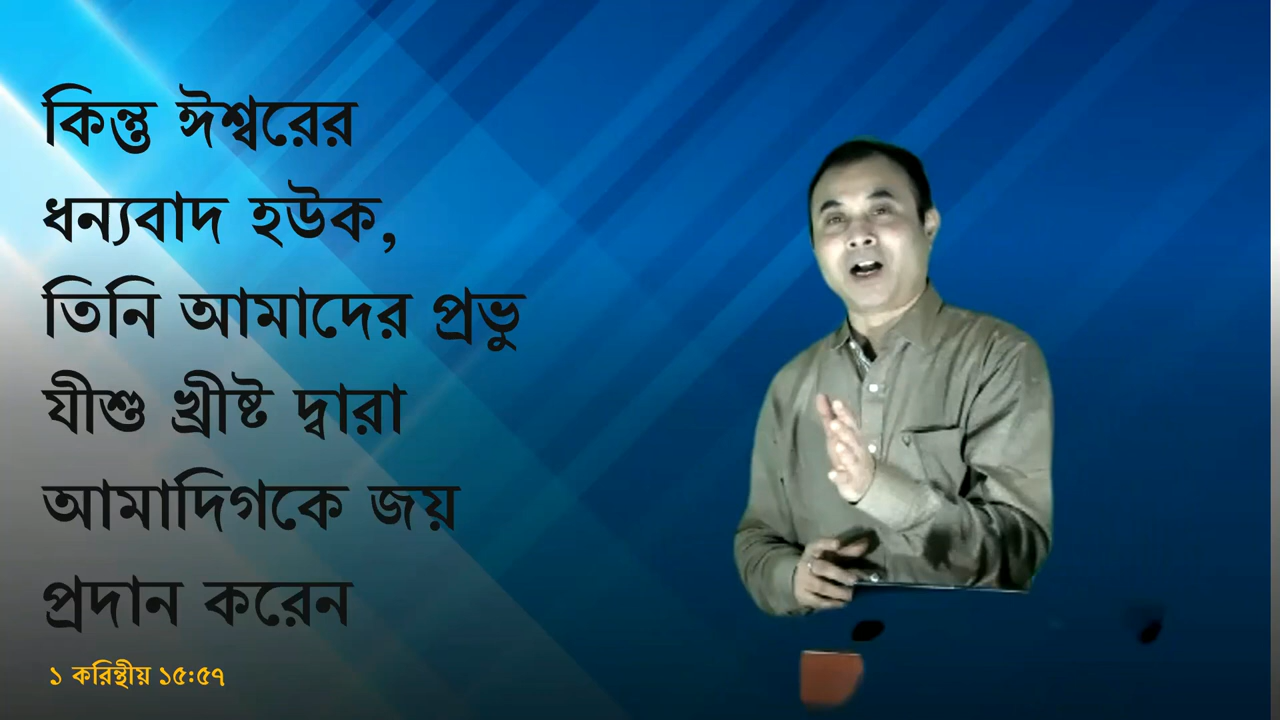 কিন্তু ঈশ্বরের
ধন্যবাদ হউক,
তিনি আমাদের প্রভু
যীশু খ্রীষ্ট দ্বারা
আমাদিগকে জয়
প্রদান করেন
১ করিন্থীয় ১৫:৫৭